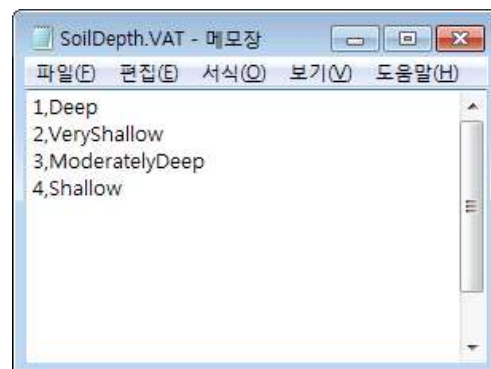 SoilDepth.VAT - 메모장
파일(F) 편집(E) 서식(O) 보기(V) 도움말(H)
1,Deep
2,VeryShallow
3,ModeratelyDeep
4,Shallow